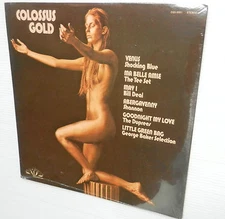 COLOSSUS
GOLD
VENUS
Shocking Blue
MA BELLE AMIE
The Tee Set
MAY I
Bill Deal
ABERGAVENNY
Shannon
GOODNIGHT MY LOVE
The Duprees
LITTLE GREEN BAG
George Baker Selection